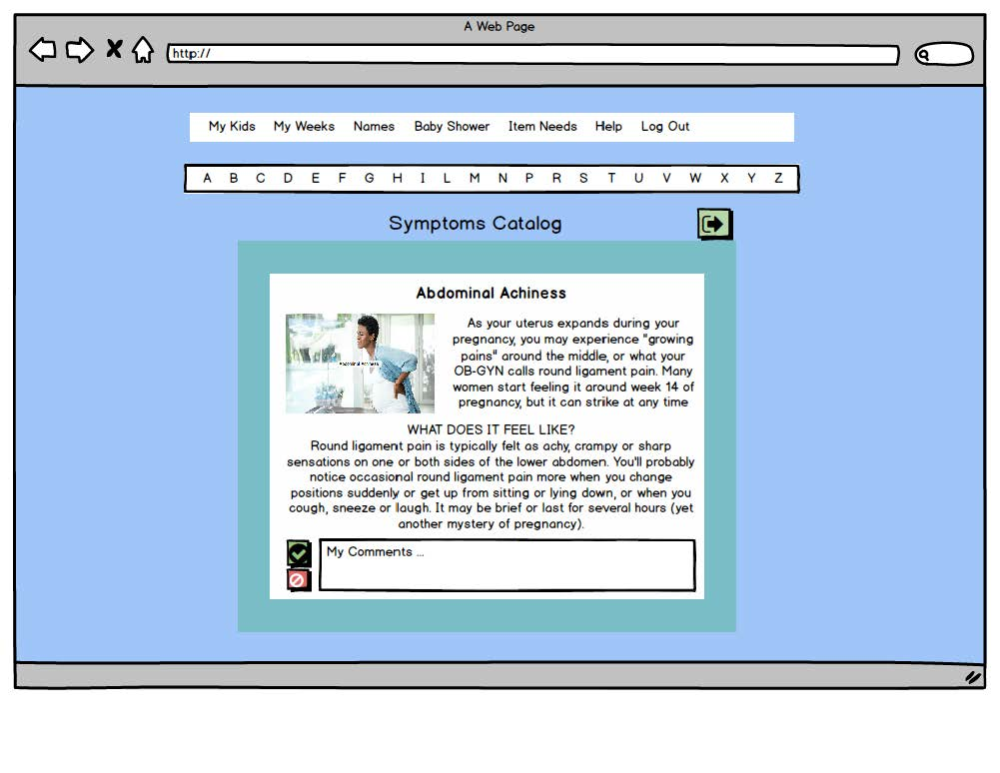 A Web Page
http://
My Kids My Weeks Names Baby Shower Item Needs Help Log Out
A B C D E F G H I L M N P R S T U V W X Y Z
Symptoms Catalog
Abdominal Achiness
Abdominal Achiness
As your uterus expands during your
pregnancy, you may experience "growing
pains" around the middle, or what your
OB-GYN calls round ligament pain. Many
women start feeling it around week 14 of
pregnancy, but it can strike at any time
WHAT DOES IT FEEL LIKE?
Round ligament pain is typically felt as achy, crampy or sharp
sensations on one or both sides of the lower abdomen. You'll probably
notice occasional round ligament pain more when you change
positions suddenly or get up from sitting or lying down, or when you
cough, sneeze or laugh. It may be brief or last for several hours (yet
another mystery of pregnancy).
My Comments ...